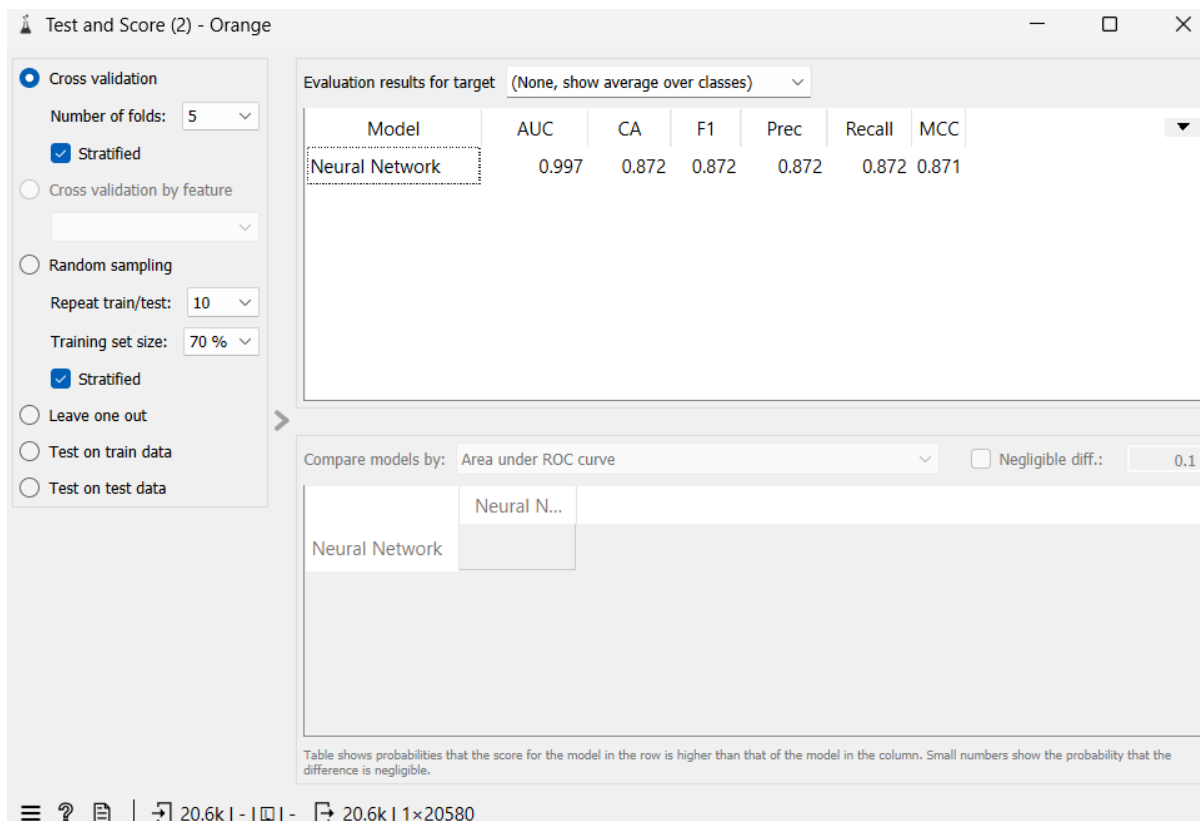 Test and Score (2) - Orange
Cross validation
Number of folds: 5
Stratified
Cross validation by feature
Random sampling
Repeat train/test: 10
Training set size: 70 %
Stratified
Leave one out
Test on train data
Test on test data
Evaluation results for target (None, show average over classes)
Model AUC CA F1 Prec Recall MCC
Neural Network 0.997 0.872 0.872 0.872 0.872 0.871
Compare models by: Area under ROC curve Negligible diff.: 0.1
Neural N...
Neural Network
Table shows probabilities that the score for the model in the row is higher than that of the model in the column. Small numbers show the probability that the
difference is negligible.
20.6k | - | - 20.6k | 1×20580